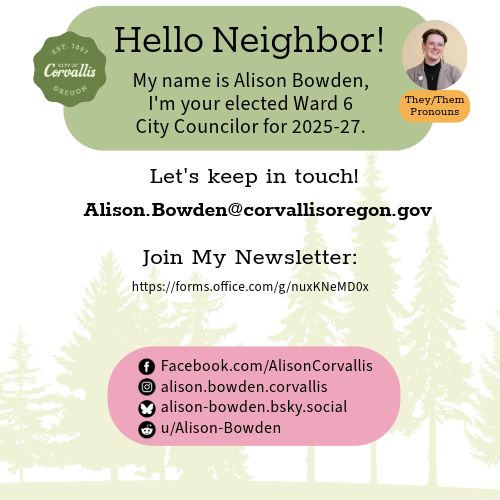 Hello Neighbor!
EST. 1857
CITY OF
Corvallis
OREGON
My name is Alison Bowden,
I'm your elected Ward 6
City Councilor for 2025-27.
They/Them
Pronouns
Let's keep in touch!
Alison.Bowden@corvallisoregon.gov
Join My Newsletter:
https://forms.office.com/g/nuxKNeMD0x
Facebook.com/AlisonCorvallis
alison.bowden.corvallis
alison-bowden.bsky.social
u/Alison-Bowden